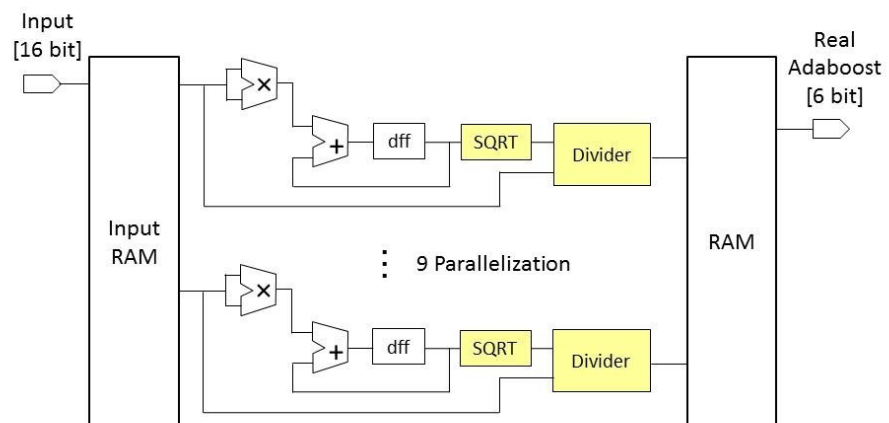 Input
[16 bit]
Real
Adaboost
[6 bit]
×
+
dff
SQRT
Divider
Input
RAM
9 Parallelization
RAM
×
+
dff
SQRT
Divider